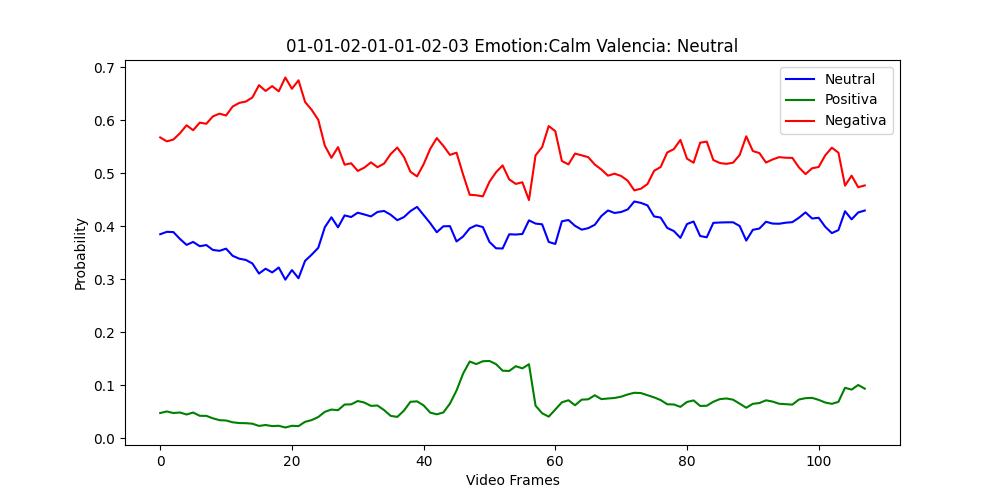 01-01-02-01-01-02-03 Emotion:Calm Valencia: Neutral
Neutral
Positiva
Negativa
0.7
0.6
0.5
0.4
0.3
0.2
0.1
0.0
Probability
0 20 40 60 80 100
Video Frames